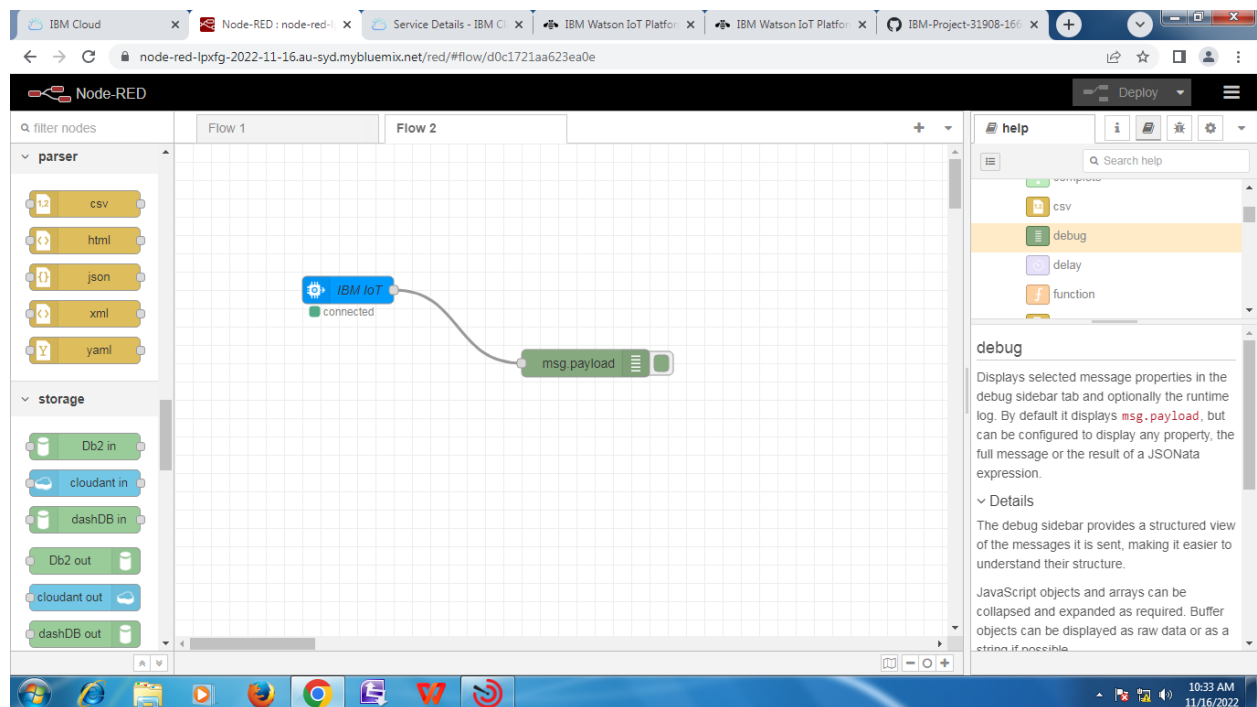 IBM Cloud
Node-RED : node-red-l
Service Details - IBM Cl
IBM Watson IoT Platfor
IBM Watson IoT Platfor
IBM-Project-31908-166
node-red-lpxfg-2022-11-16.au-syd.mybluemix.net/red/#flow/d0c1721aa623ea0e
Node-RED
Deploy
filter nodes
Flow 1
Flow 2
help
i
Search help
parser
1,2 csv
html
json
xml
Y yaml
storage
Db2 in
cloudant in
dashDB in
Db2 out
cloudant out
dashDB out
IBM IoT
connected
msg.payload
complete
csv
debug
delay
f function
debug
Displays selected message properties in the
debug sidebar tab and optionally the runtime
log. By default it displays msg.payload, but
can be configured to display any property, the
full message or the result of a JSONata
expression.
Details
The debug sidebar provides a structured view
of the messages it is sent, making it easier to
understand their structure.
JavaScript objects and arrays can be
collapsed and expanded as required. Buffer
objects can be displayed as raw data or as a
string if possible
10:33 AM
11/16/2022